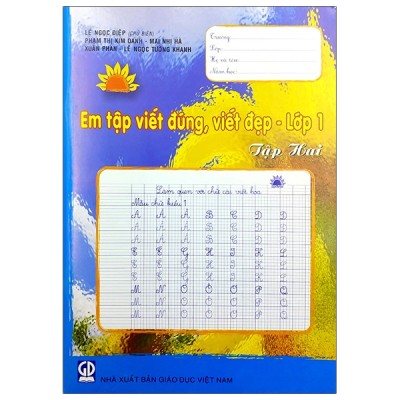 LÊ NGỌC ĐIỆP (CHỦ BIÊN)
PHẠM THỊ KIM OANH - MAI NHỊ HÀ
XUÂN PHAN - LÊ NGỌC TƯỜNG KHANH
Trường:
Lớp:
Họ và tên:
Năm học:
Em tập viết đúng, viết đẹp - Lớp 1
Tập Hai
Làm quen với chữ cái viết hoa
Mẫu chữ kiểu 1
A Ă Â B C D Đ
A Ă Â B C D Đ
A Ă Â B C D Đ
E Ê G H I K L
E Ê G H I K L
E Ê G H I K L
M N O Ô Ơ P Q
M N O Ô Ơ P Q
M N O Ô Ơ P Q
GD
NHÀ XUẤT BẢN GIÁO DỤC VIỆT NAM